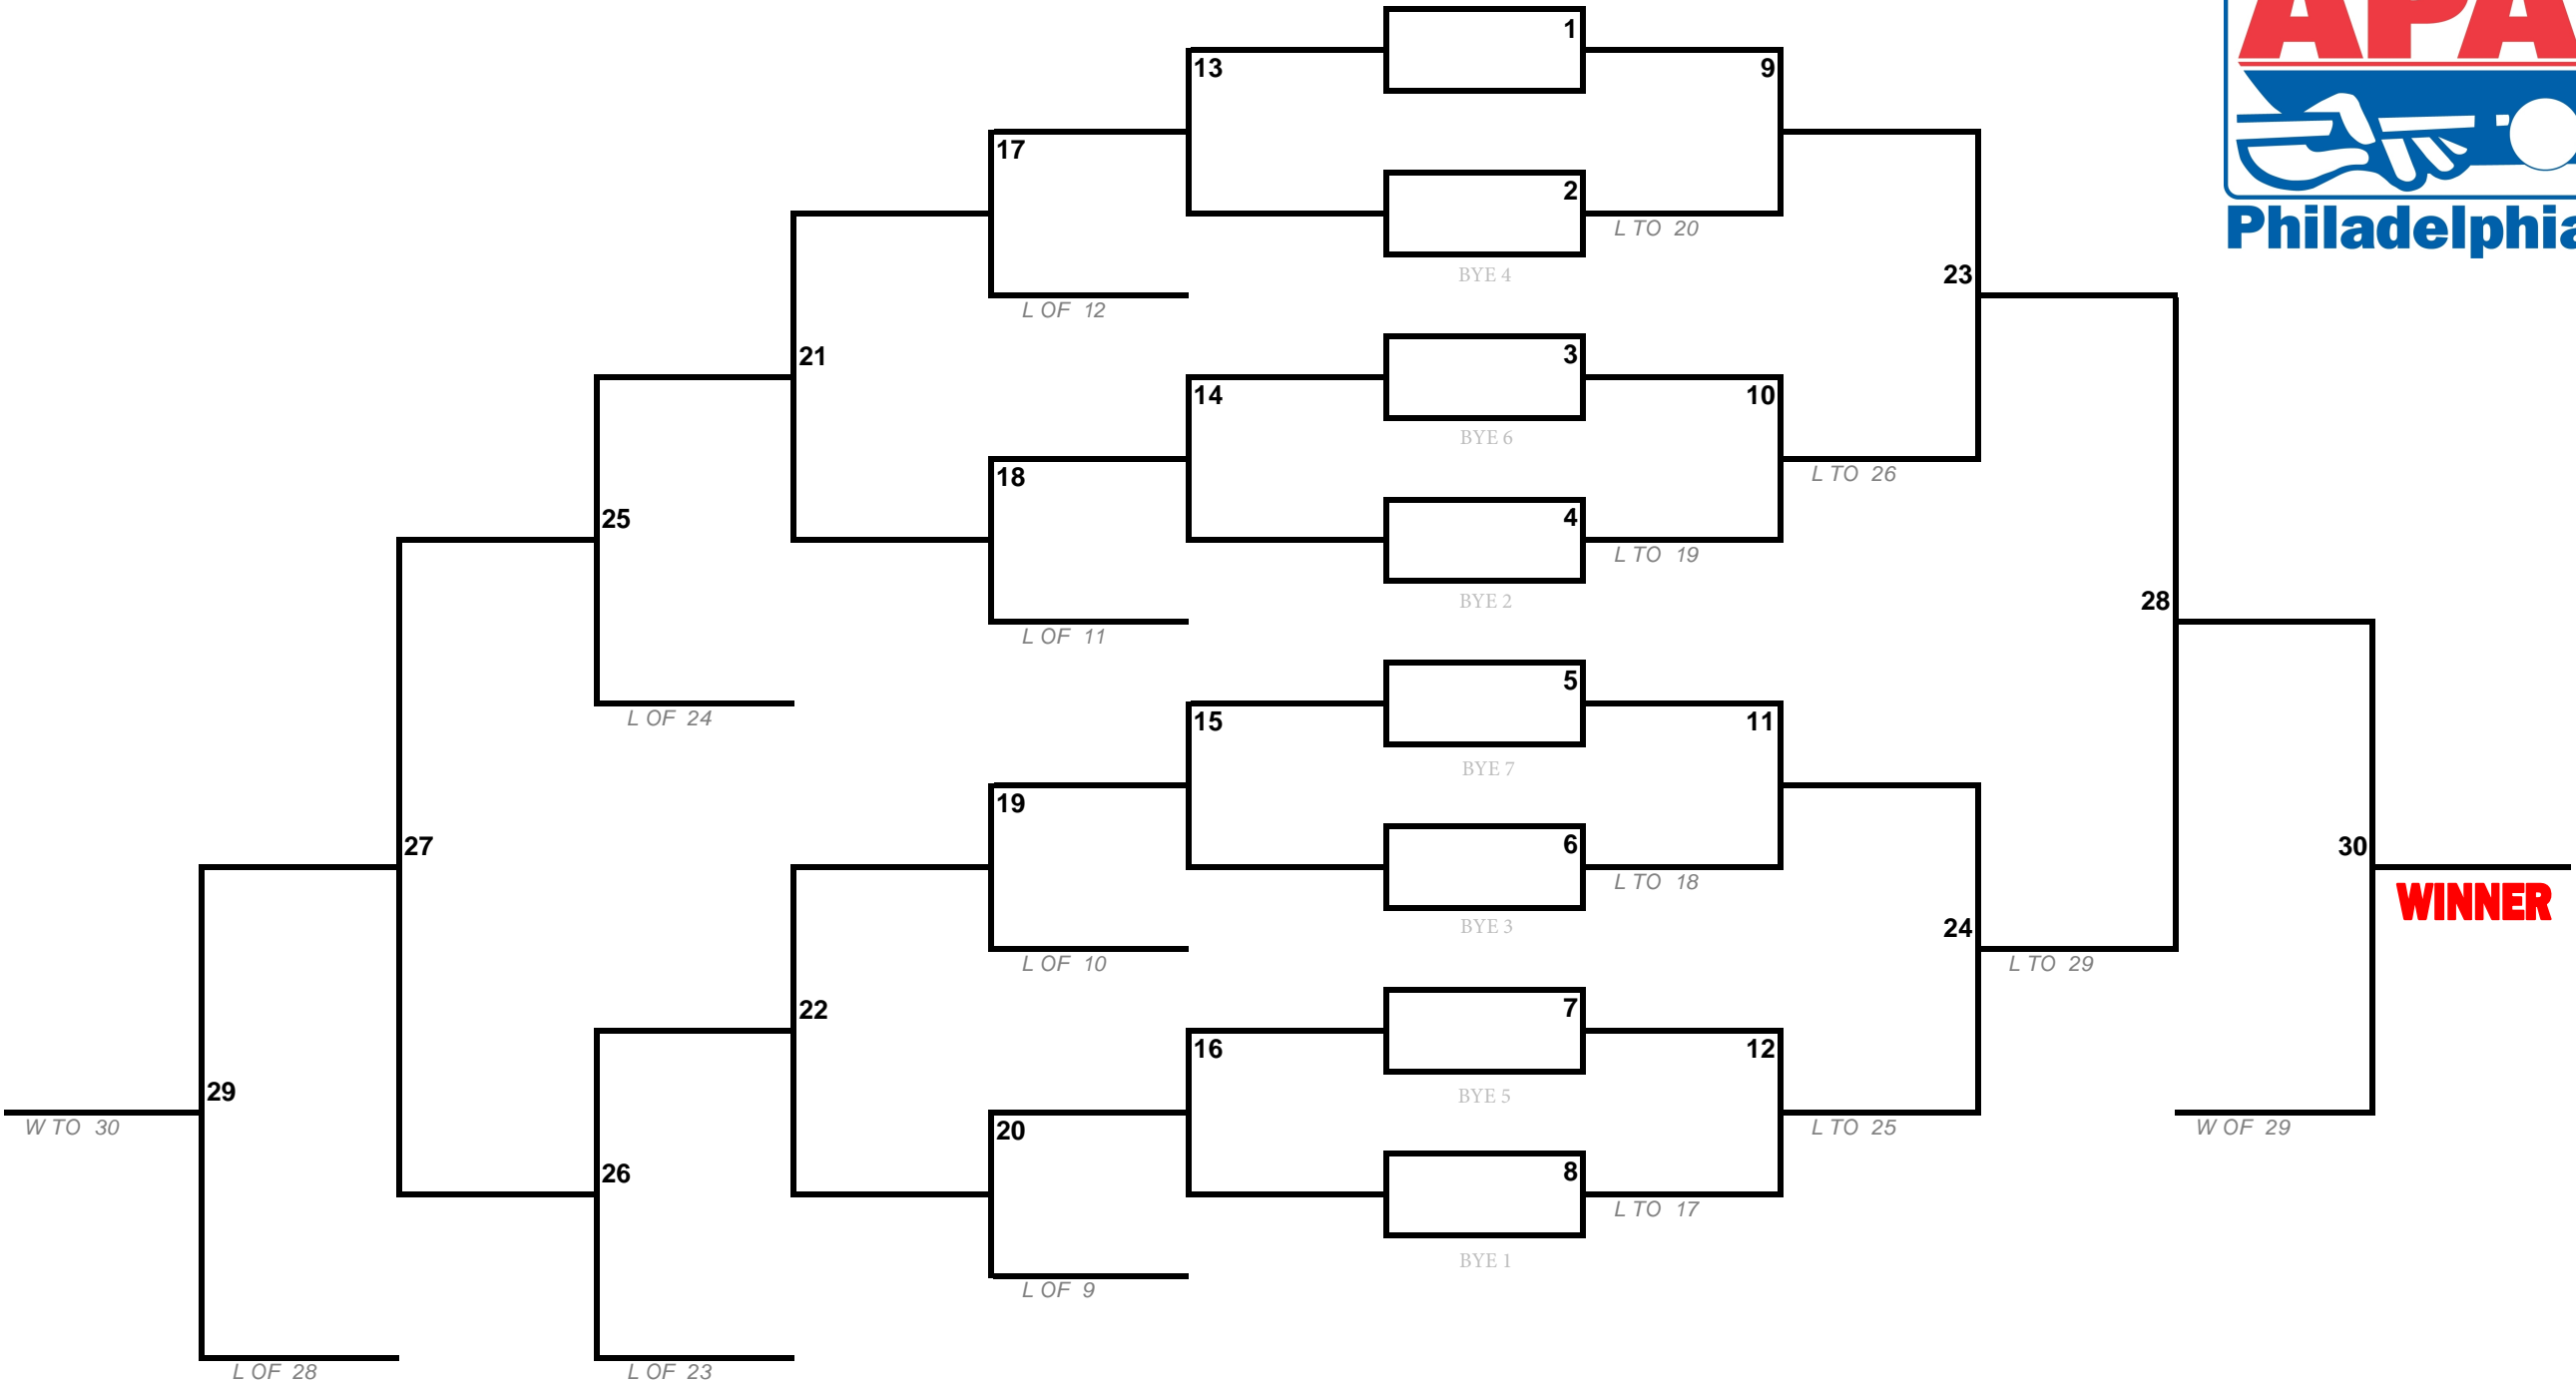 APA
Philadelphia
1
13
9
17
2
L TO 20
BYE 4
23
L OF 12
21
3
14
10
BYE 6
18
L TO 26
25
4
L TO 19
BYE 2
28
L OF 11
5
L OF 24
15
11
BYE 7
19
27
6
30
L TO 18
WINNER
BYE 3
24
L OF 10
L TO 29
22
7
16
12
29
BYE 5
W TO 30
20
L TO 25
W OF 29
26
8
L TO 17
BYE 1
L OF 9
L OF 28
L OF 23